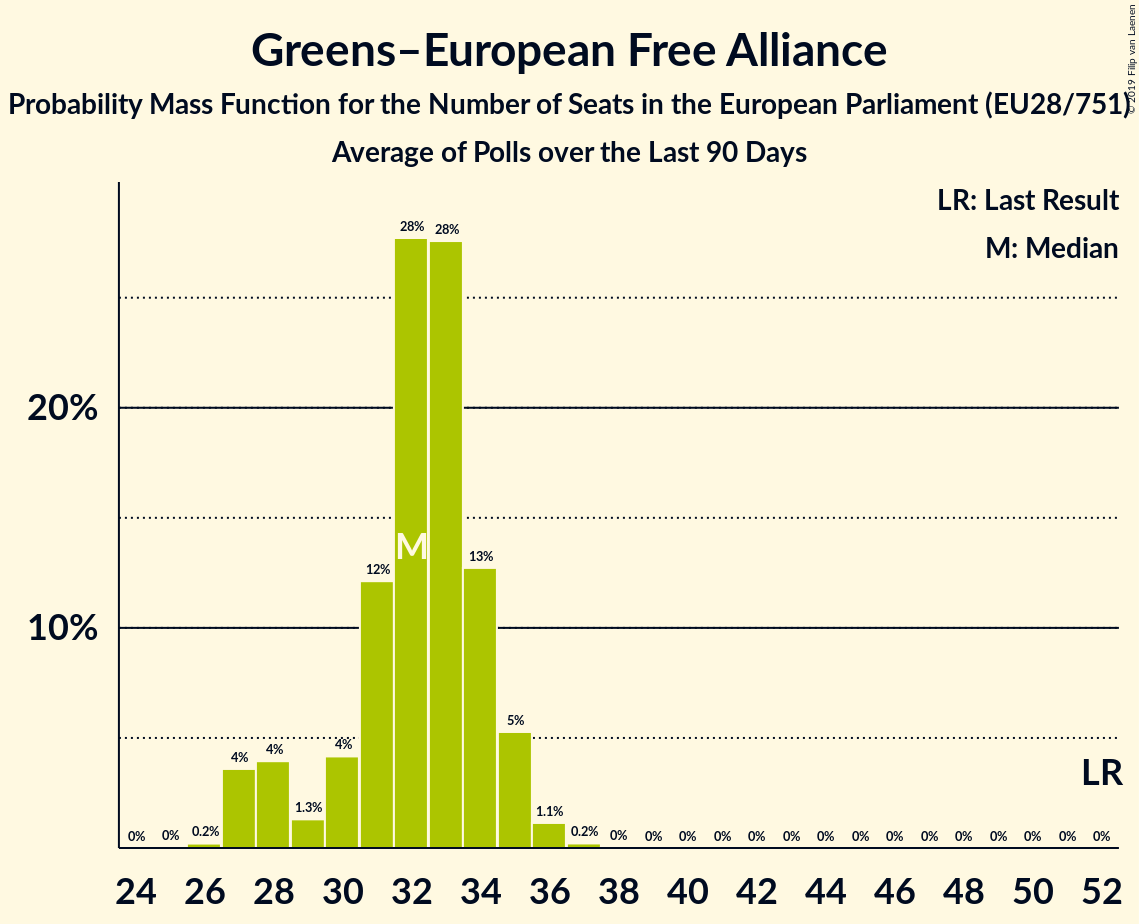 Greens–European Free Alliance
Probability Mass Function for the Number of Seats in the European Parliament (EU28/751)
Average of Polls over the Last 90 Days
© 2019 Filip van Laenen
LR: Last Result
M: Median
28% 28%
20%
M
13%
12%
10%
5%
4% 4% 4%
LR
1.3% 1.1%
0% 0% 0.2% 0.2% 0% 0% 0% 0% 0% 0% 0% 0% 0% 0% 0% 0% 0% 0% 0%
24 26 28 30 32 34 36 38 40 42 44 46 48 50 52